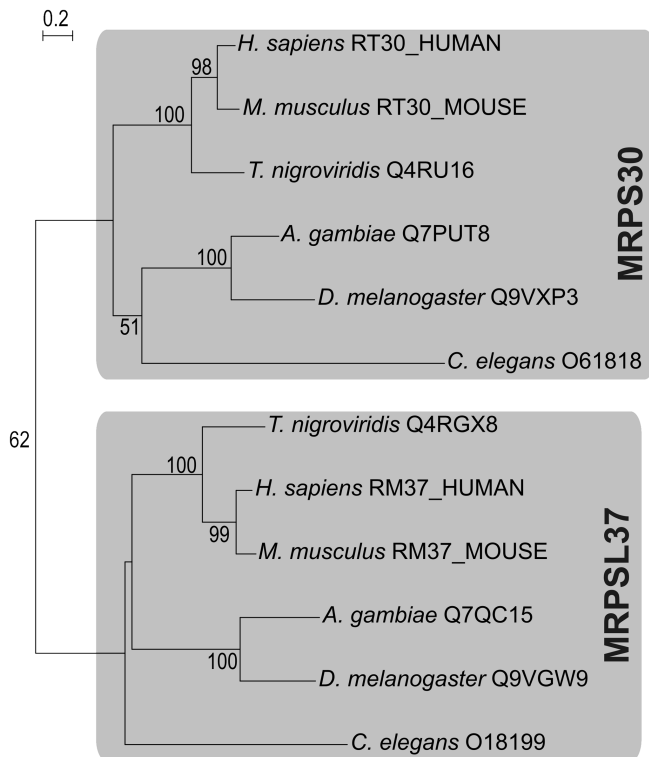 0.2
H. sapiens RT30_HUMAN
98
M. musculus RT30_MOUSE
100
T. nigroviridis Q4RU16
MRPS30
A. gambiae Q7PUT8
100
D. melanogaster Q9VXP3
51
C. elegans O61818
62
T. nigroviridis Q4RGX8
100
H. sapiens RM37_HUMAN
99
M. musculus RM37_MOUSE
MRPSL37
A. gambiae Q7QC15
100
D. melanogaster Q9VGW9
C. elegans O18199